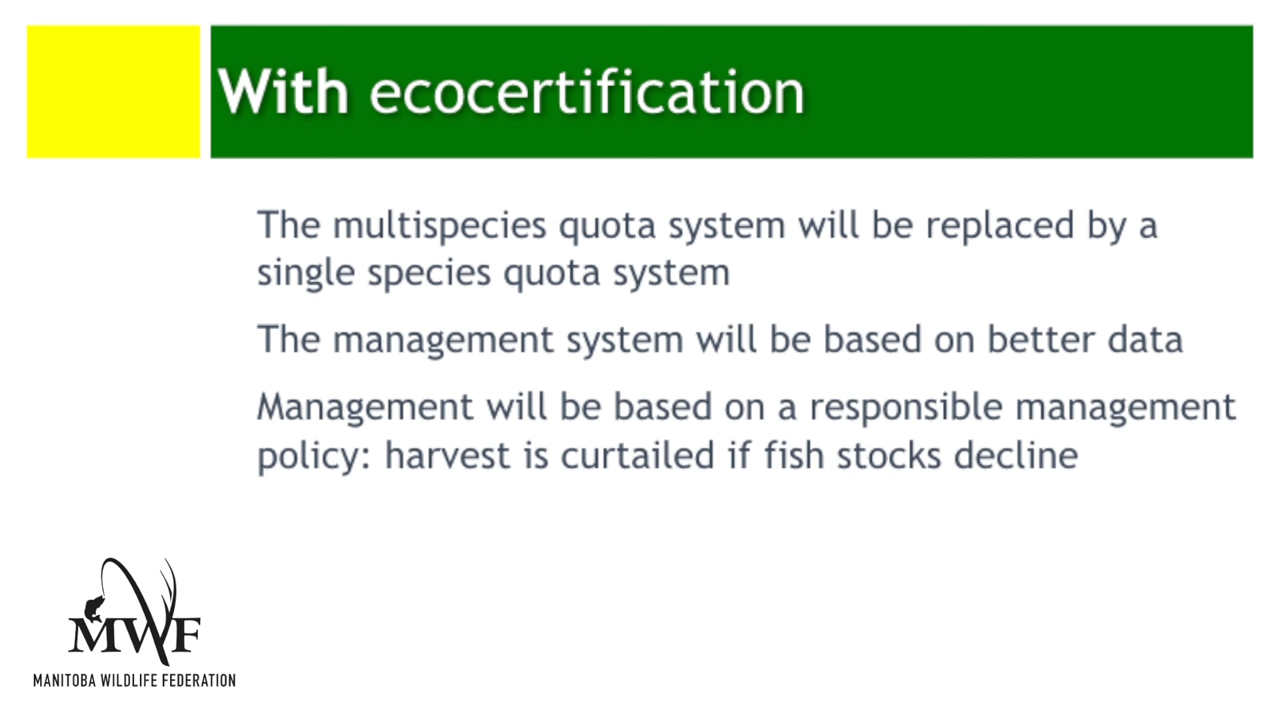 With ecocertification
The multispecies quota system will be replaced by a
single species quota system
The management system will be based on better data
Management will be based on a responsible management
policy: harvest is curtailed if fish stocks decline
MWF
MANITOBA WILDLIFE FEDERATION